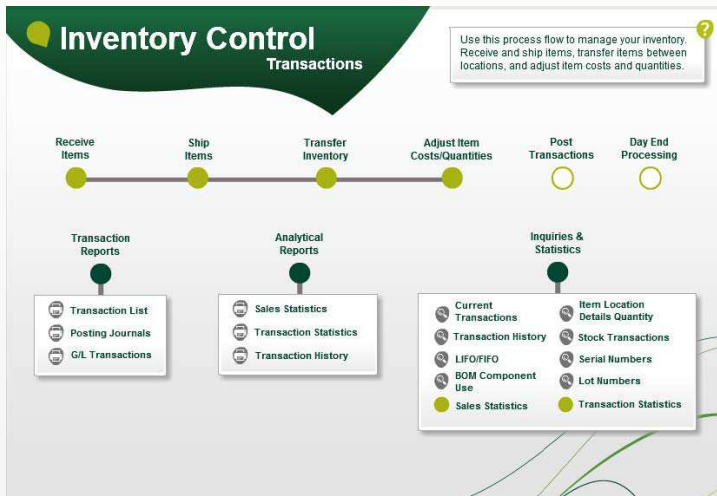 Inventory Control
Transactions
?
Use this process flow to manage your inventory.
Receive and ship items, transfer items between
locations, and adjust item costs and quantities.
Receive
Items
Ship
Items
Transfer
Inventory
Adjust Item
Costs/Quantities
Post
Transactions
Day End
Processing
Transaction
Reports
Transaction List
Posting Journals
G/L Transactions
Analytical
Reports
Sales Statistics
Transaction Statistics
Transaction History
Inquiries &
Statistics
Current
Transactions
Transaction History
LIFO/FIFO
BOM Component
Use
Sales Statistics
Item Location
Details Quantity
Stock Transactions
Serial Numbers
Lot Numbers
Transaction Statistics